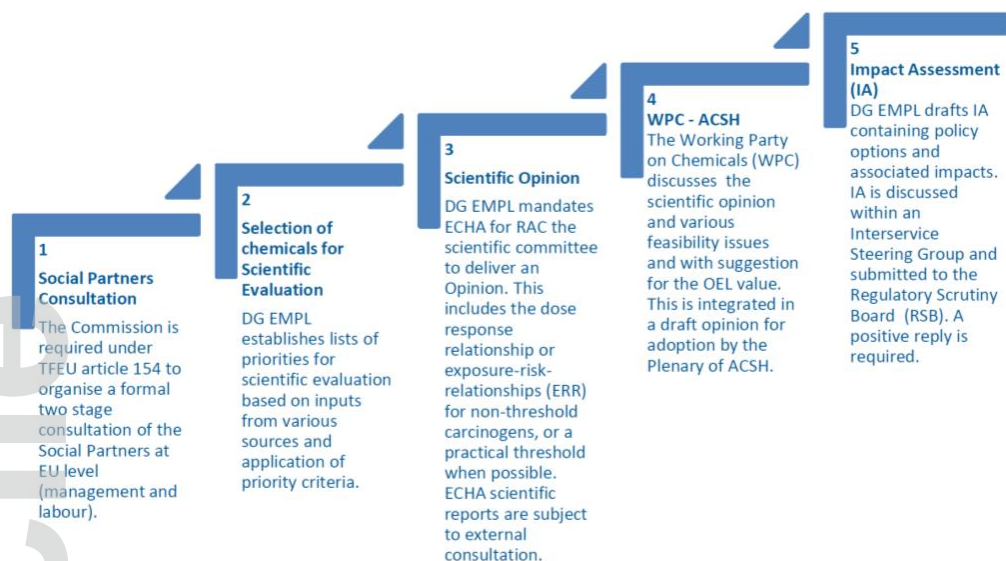 1
Social Partners
Consultation
The Commission is
required under
TFEU article 154 to
organise a formal
two stage
consultation of the
Social Partners at
EU level
(management and
labour).
2
Selection of
chemicals for
Scientific
Evaluation
DG EMPL
establishes lists of
priorities for
scientific evaluation
based on inputs
from various
sources and
application of
priority criteria.
3
Scientific Opinion
DG EMPL mandates
ECHA for RAC the
scientific committee
to deliver an
Opinion. This
includes the dose
response
relationship or
exposure-risk-
relationships (ERR)
for non-threshold
carcinogens, or a
practical threshold
when possible.
ECHA scientific
reports are subject
to external
consultation.
4
WPC - ACSH
The Working Party
on Chemicals (WPC)
discusses the
scientific opinion
and various
feasibility issues
and with suggestion
for the OEL value.
This is integrated in
a draft opinion for
adoption by the
Plenary of ACSH.
5
Impact Assessment
(IA)
DG EMPL drafts IA
containing policy
options and
associated impacts.
IA is discussed
within an
Interservice
Steering Group and
submitted to the
Regulatory Scrutiny
Board (RSB). A
positive reply is
required.